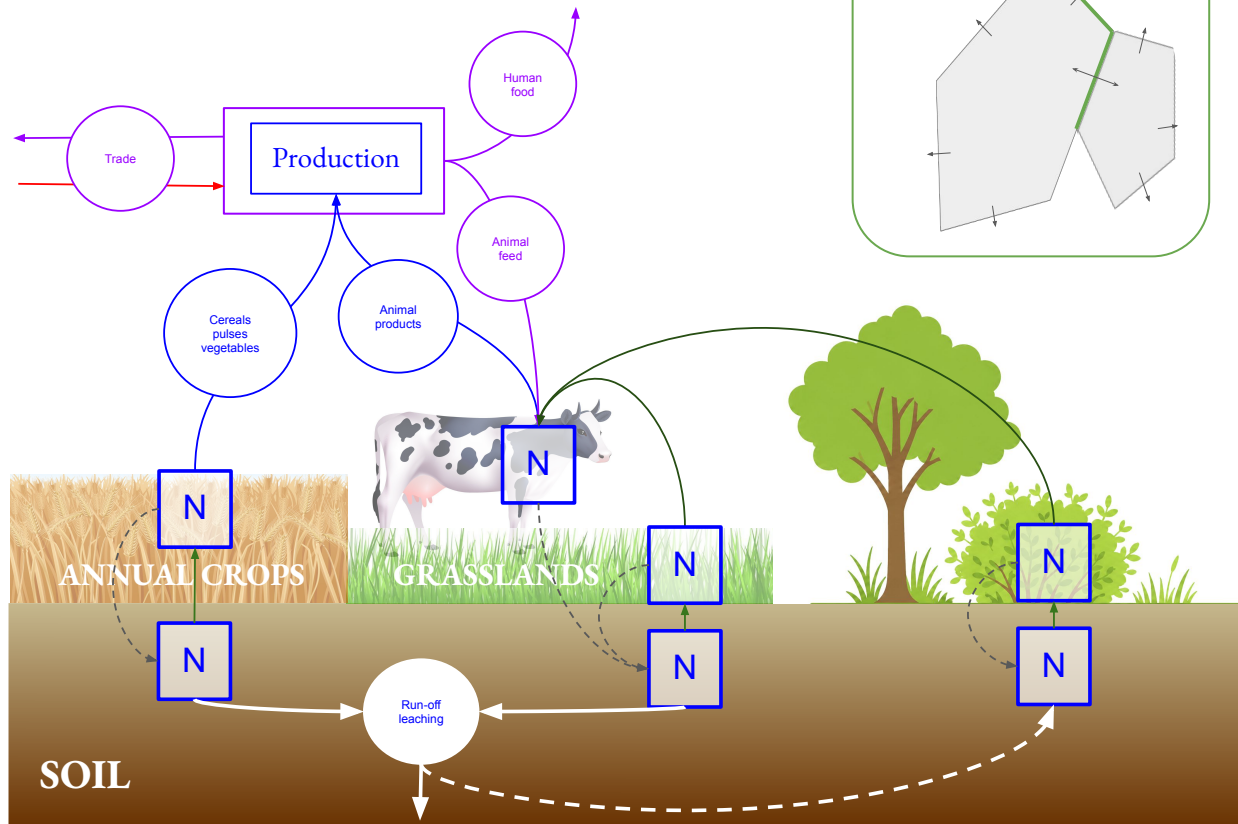 Human
food
Trade
Production
Animal
feed
Cereals
pulses
vegetables
Animal
products
N
N
N
N
ANNUAL CROPS
GRASSLANDS
N
N
N
Run-off
leaching
SOIL